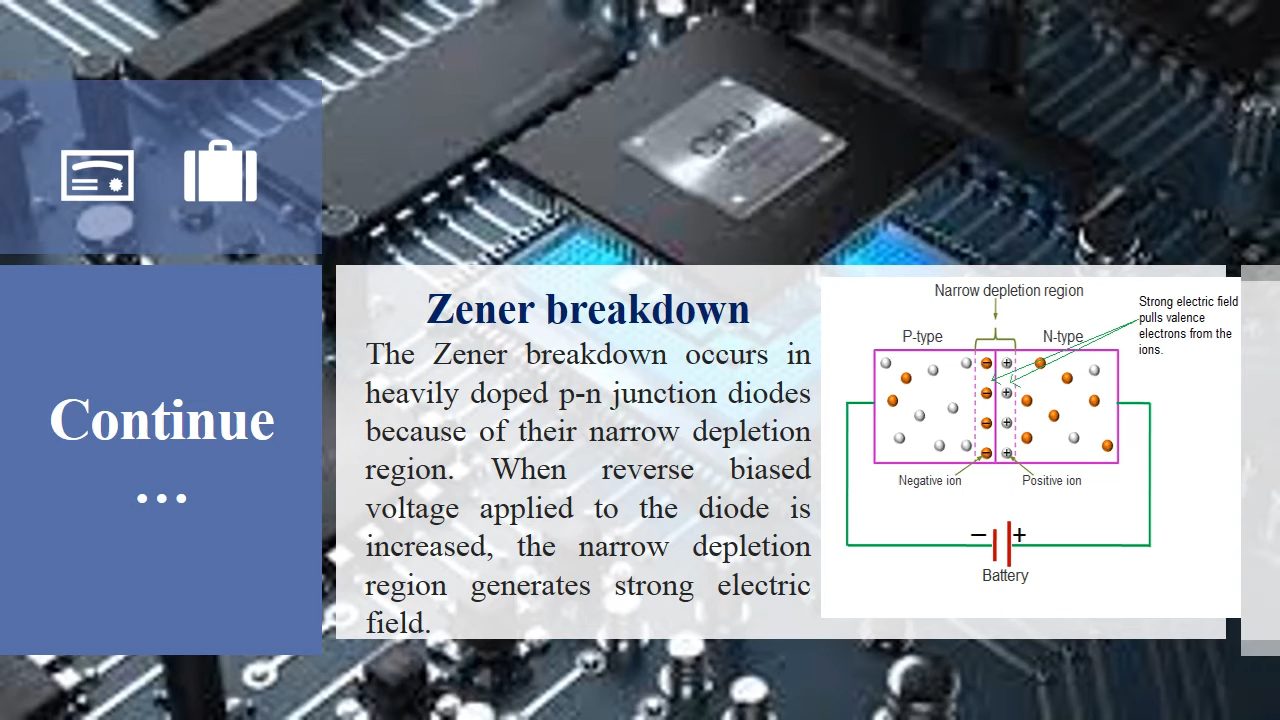 CPU
Continue
...
Zener breakdown
The Zener breakdown occurs in
heavily doped p-n junction diodes
because of their narrow depletion
region. When reverse biased
voltage applied to the diode is
increased, the narrow depletion
region generates strong electric
field.
Narrow depletion region
Strong electric field
pulls valence
electrons from the
ions.
P-type
N-type
Negative ion
Positive ion
− +
Battery